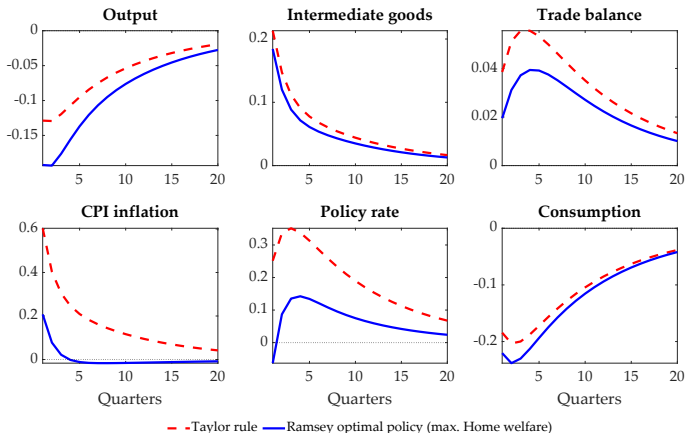 Output Intermediate goods Trade balance
0
-0.05
-0.1
-0.15
5 10 15 20
0.2
0.1
0
5 10 15 20
0.04
0.02
0
5 10 15 20
CPI inflation Policy rate Consumption
0.6
0.4
0.2
0
5 10 15 20
0.3
0.2
0.1
0
5 10 15 20
0
-0.1
-0.2
5 10 15 20
Quarters Quarters Quarters
Taylor rule Ramsey optimal policy (max. Home welfare)